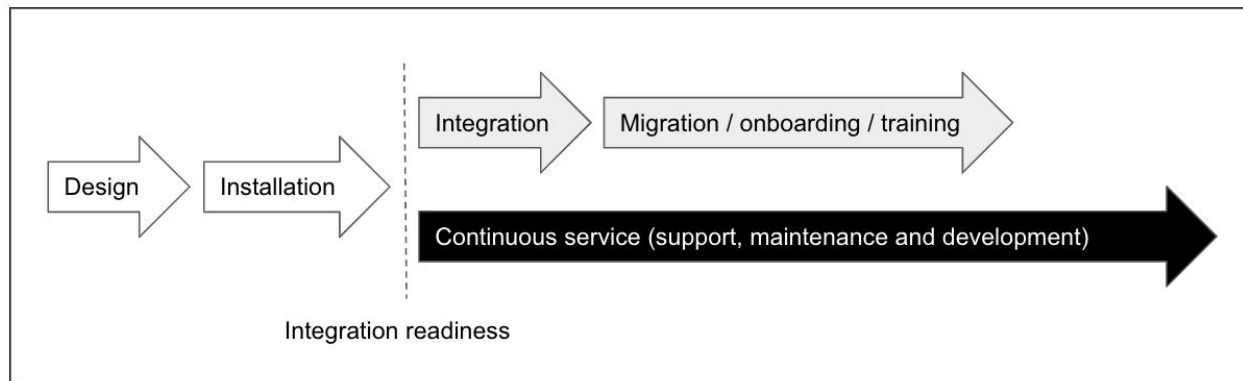 Design
Installation
Integration
Migration / onboarding / training
Continuous service (support, maintenance and development)
Integration readiness